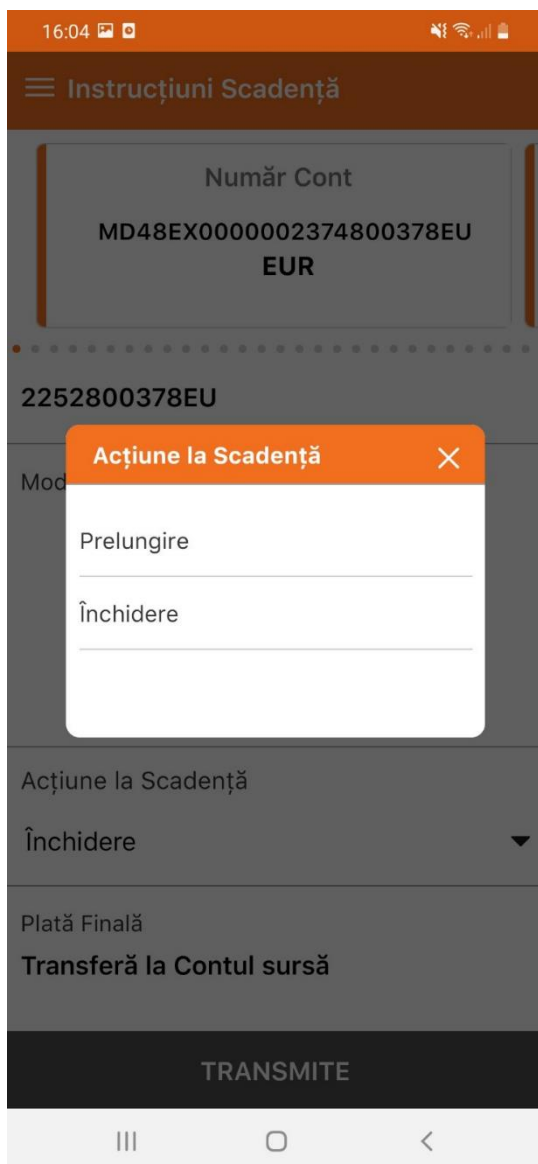 16:04
Instrucțiuni Scadență
Număr Cont
MD48EX0000002374800378EU
EUR
2252800378EU
Acțiune la Scadență
Mod
Prelungire
Închidere
Acțiune la Scadență
Închidere
Plată Finală
Transferă la Contul sursă
TRANSMITE